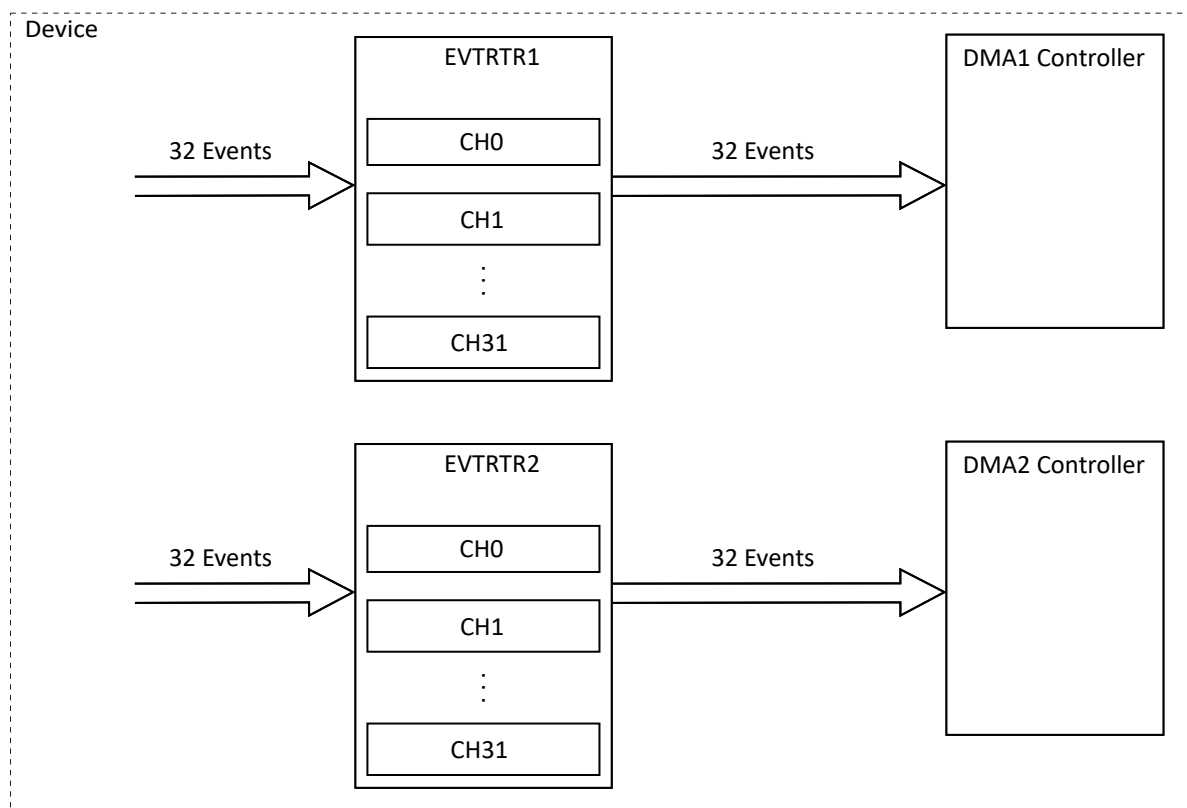 Device
EVTRTR1
DMA1 Controller
CH0
32 Events
32 Events
CH1
⋮
CH31
EVTRTR2
DMA2 Controller
CH0
32 Events
32 Events
CH1
⋮
CH31